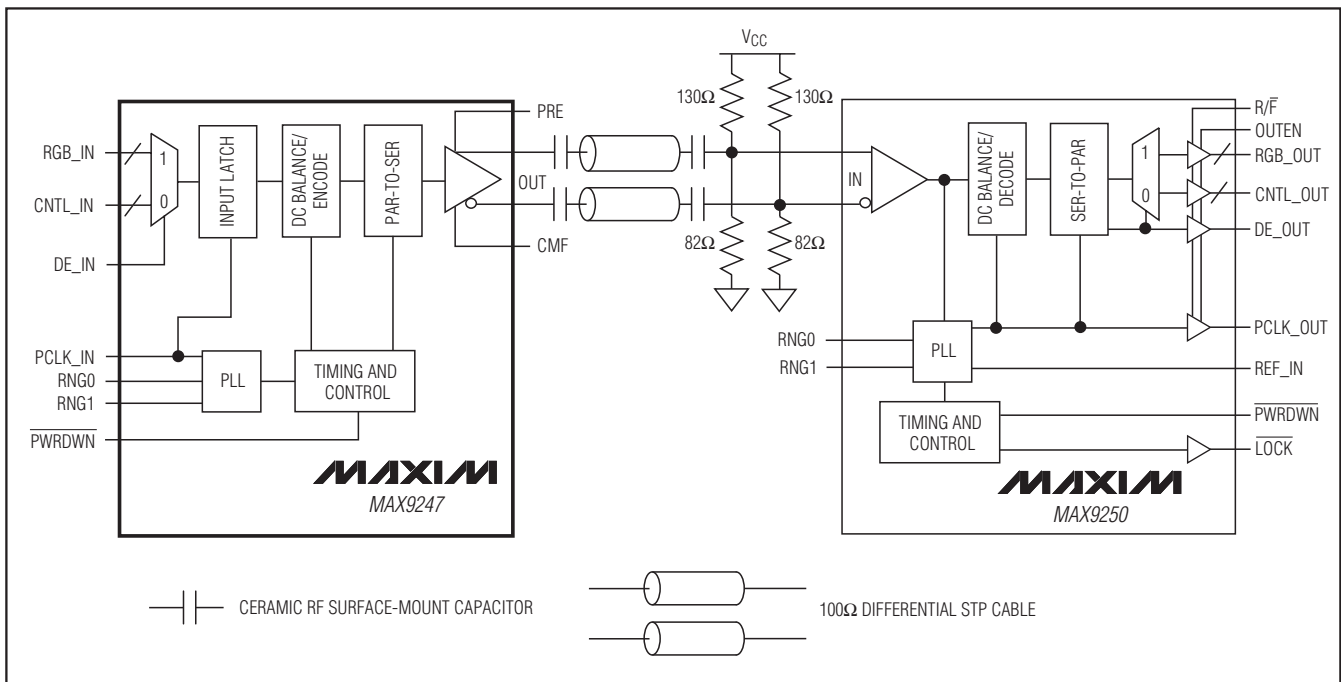 VCC
130Ω
130Ω
82Ω
82Ω
RGB_IN
CNTL_IN
DE_IN
PCLK_IN
RNG0
RNG1
PWRDWN
1
0
INPUT LATCH
DC BALANCE/
ENCODE
PAR-TO-SER
PLL
TIMING AND
CONTROL
PRE
OUT
CMF
MAXIM
MAX9247
IN
DC BALANCE/
DECODE
SER-TO-PAR
1
0
RNG0
RNG1
PLL
TIMING AND
CONTROL
R/F̅
OUTEN
RGB_OUT
CNTL_OUT
DE_OUT
PCLK_OUT
REF_IN
PWRDWN
LOCK
MAXIM
MAX9250
CERAMIC RF SURFACE-MOUNT CAPACITOR
100Ω DIFFERENTIAL STP CABLE